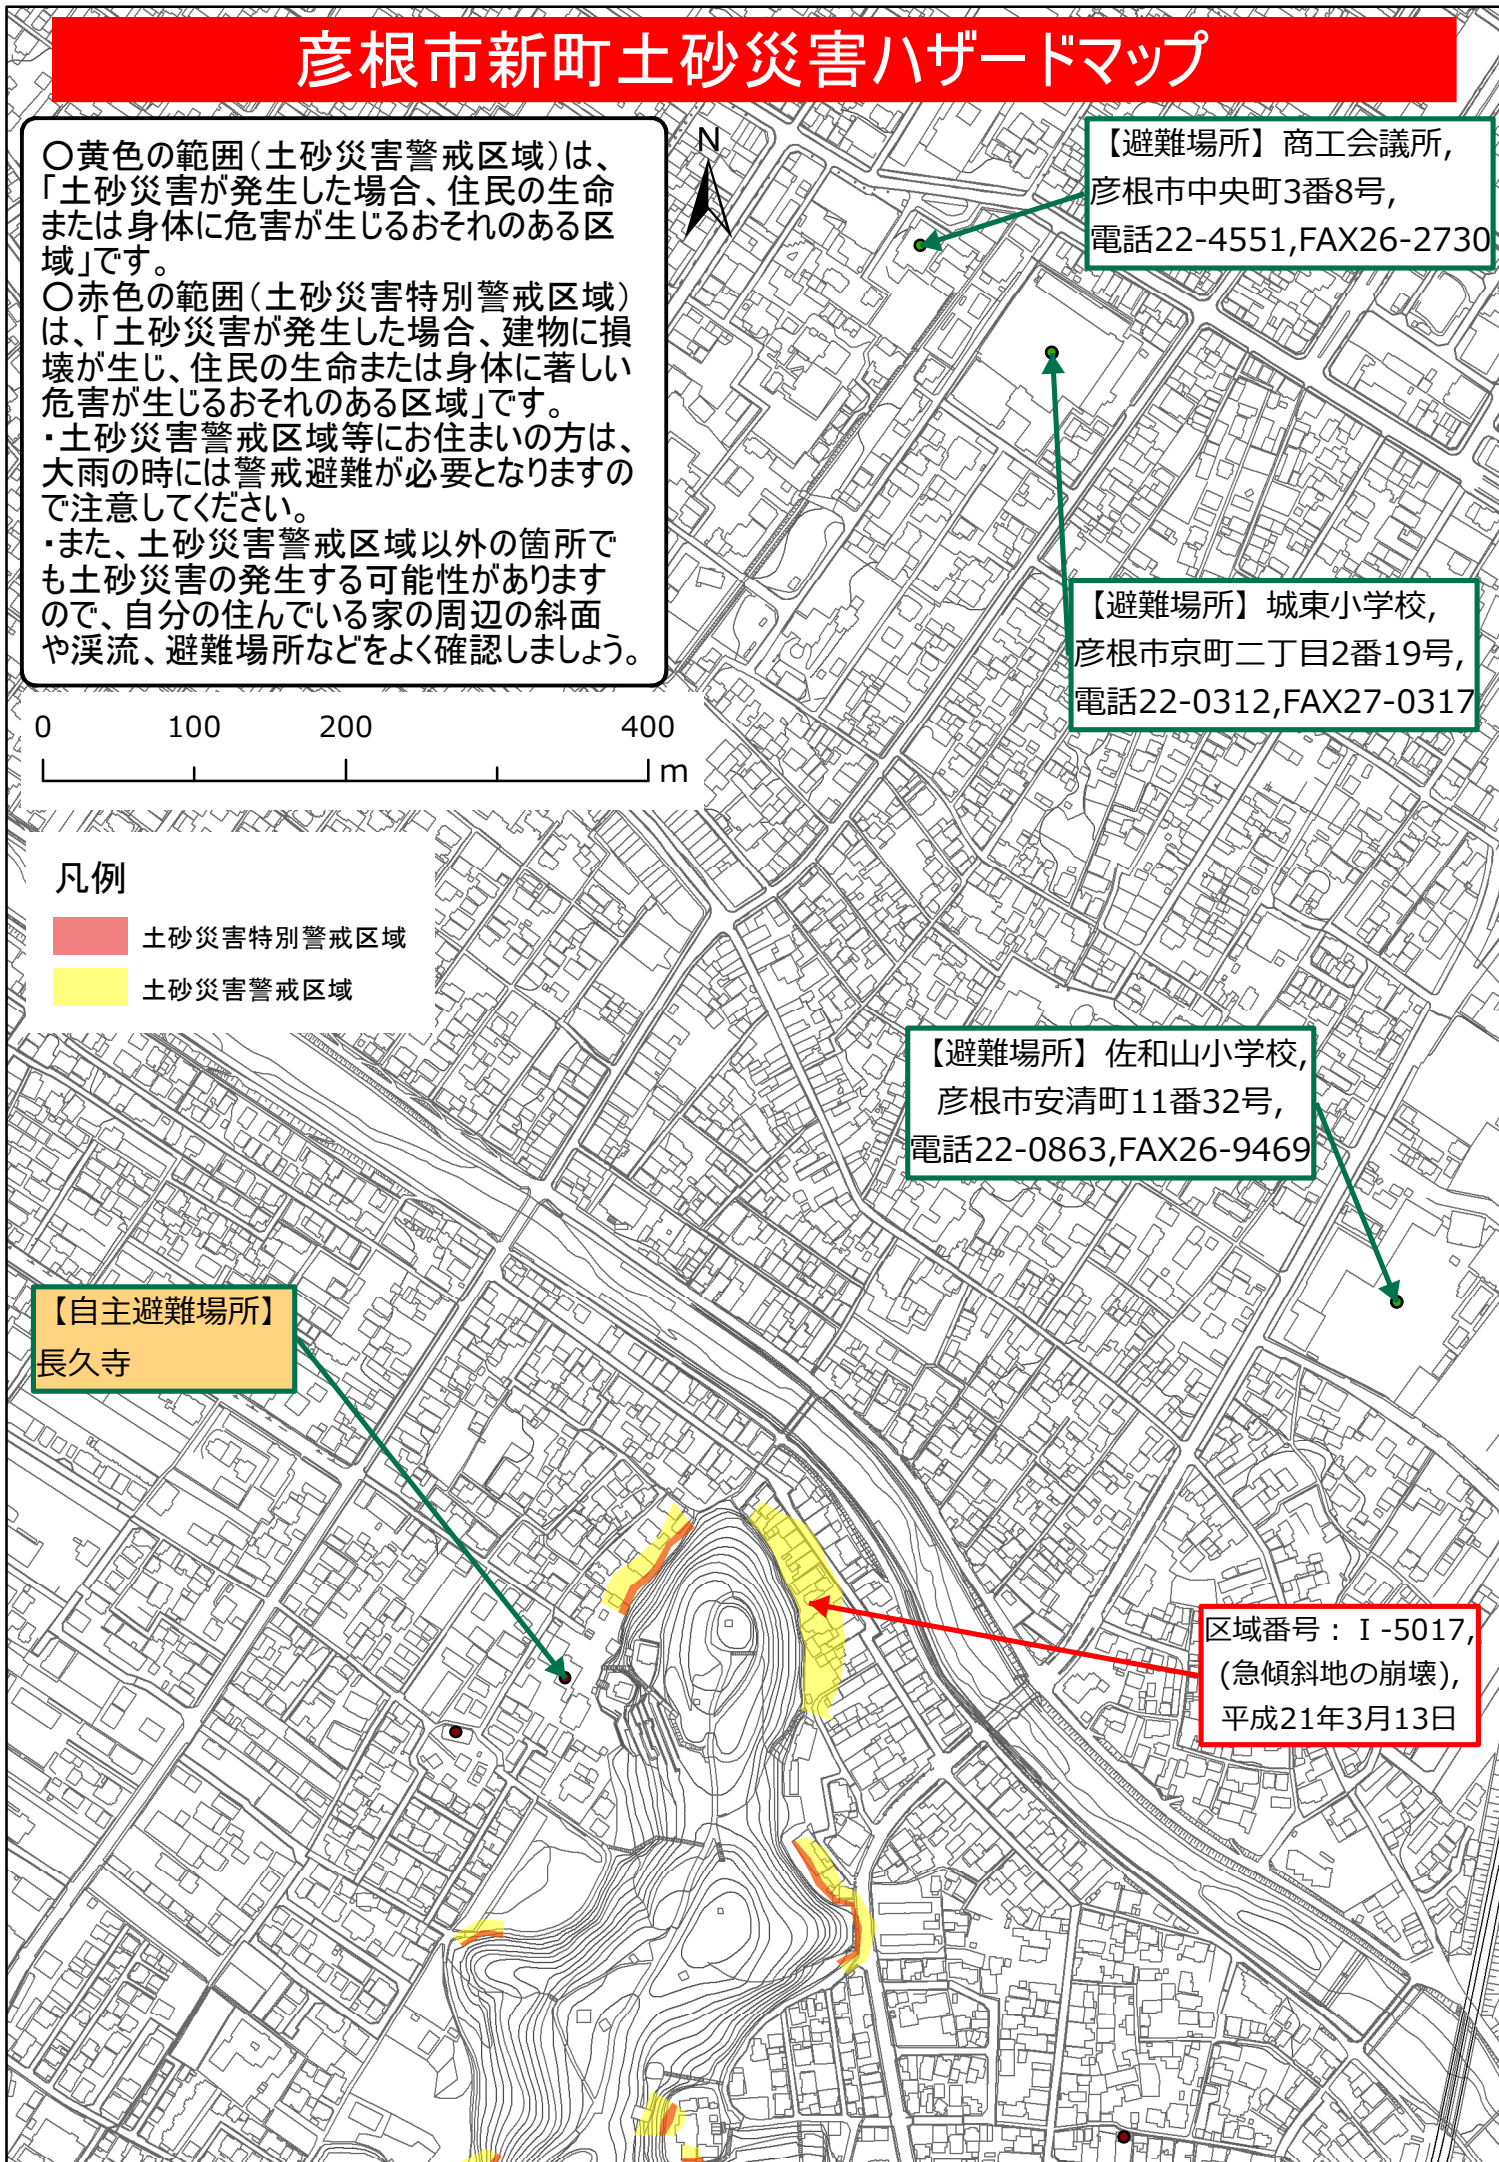 彦根市新町土砂災害ハザードマップ
〇黄色の範囲(土砂災害警戒区域)は、
「土砂災害が発生した場合、住民の生命
または身体に危害が生じるおそれのある区
域」です。
〇赤色の範囲(土砂災害特別警戒区域)
は、「土砂災害が発生した場合、建物に損
壊が生じ、住民の生命または身体に著しい
危害が生じるおそれのある区域」です。
・土砂災害警戒区域等にお住まいの方は、
大雨の時には警戒避難が必要となりますの
で注意してください。
・また、土砂災害警戒区域以外の箇所で
も土砂災害の発生する可能性があります
ので、自分の住んでいる家の周辺の斜面
や渓流、避難場所などをよく確認しましょう。
N
【避難場所】商工会議所,
彦根市中央町3番8号,
電話22-4551,FAX26-2730
【避難場所】城東小学校,
彦根市京町二丁目2番19号,
電話22-0312,FAX27-0317
0 100 200 400
m
凡例
土砂災害特別警戒区域
土砂災害警戒区域
【避難場所】佐和山小学校,
彦根市安清町11番32号,
電話22-0863,FAX26-9469
【自主避難場所】
長久寺
区域番号：Ⅰ-5017,
(急傾斜地の崩壊),
平成21年3月13日